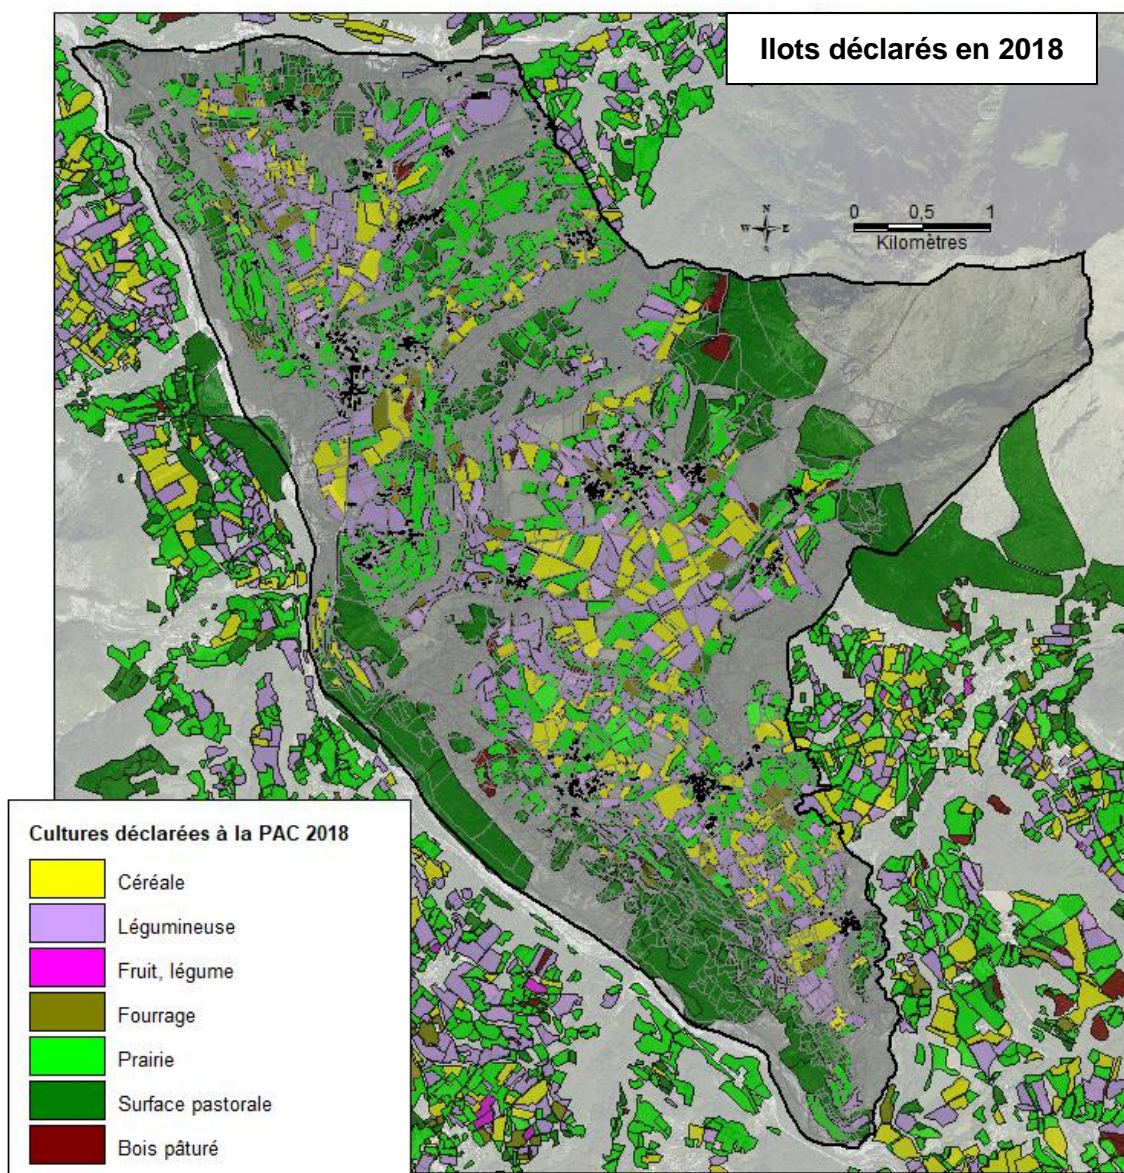 Ilots déclarés en 2018
N
W E
S
0 0,5 1
Kilomètres
Cultures déclarées à la PAC 2018
Céréale
Légumineuse
Fruit, légume
Fourrage
Prairie
Surface pastorale
Bois pâturé